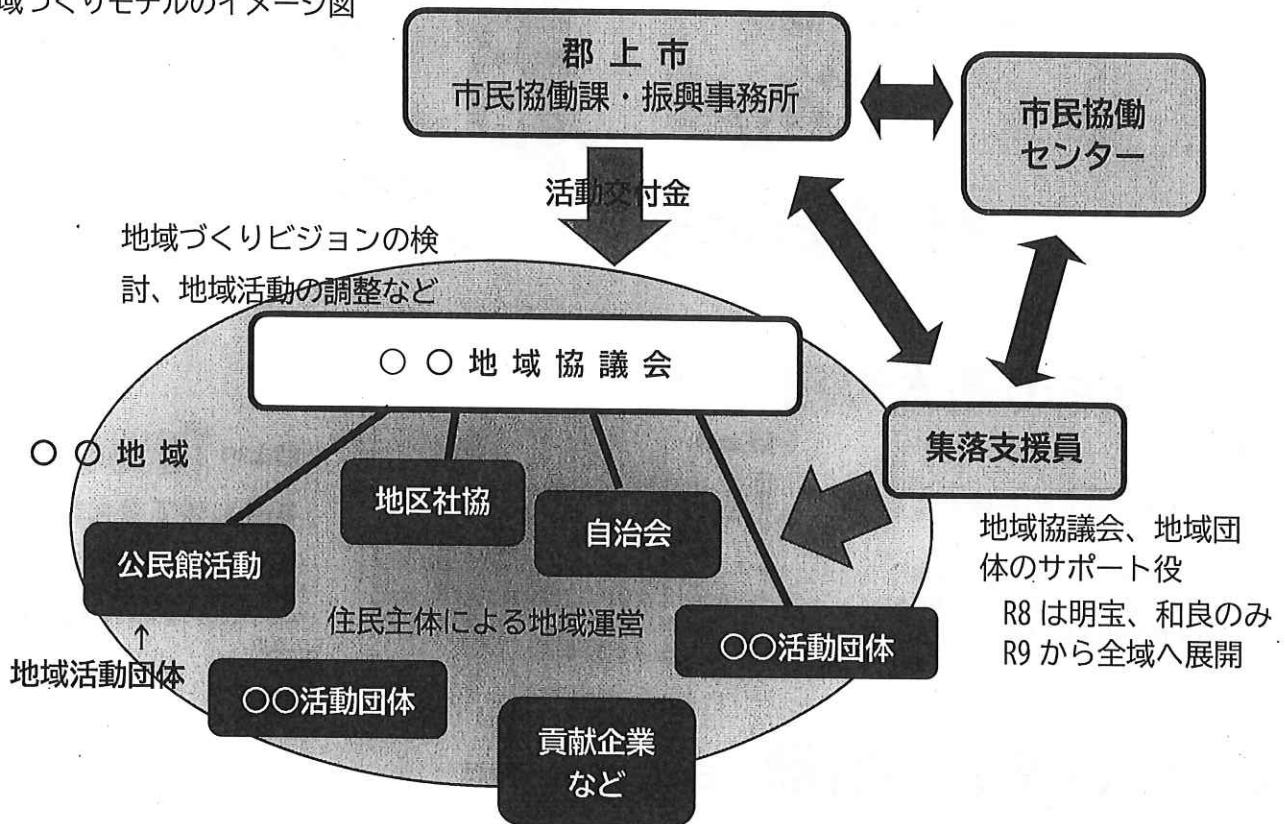 域づくりモデルのイメージ図
郡上市
市民協働課・振興事務所
市民協働
センター
活動交付金
地域づくりビジョンの検
討、地域活動の調整など
○○地域協議会
○○地域
集落支援員
地区社協
自治会
公民館活動
地域協議会、地域団
体のサポート役
R8 は明宝、和良のみ
R9 から全域へ展開
住民主体による地域運営
○○活動団体
↑
地域活動団体
○○活動団体
貢献企業
など